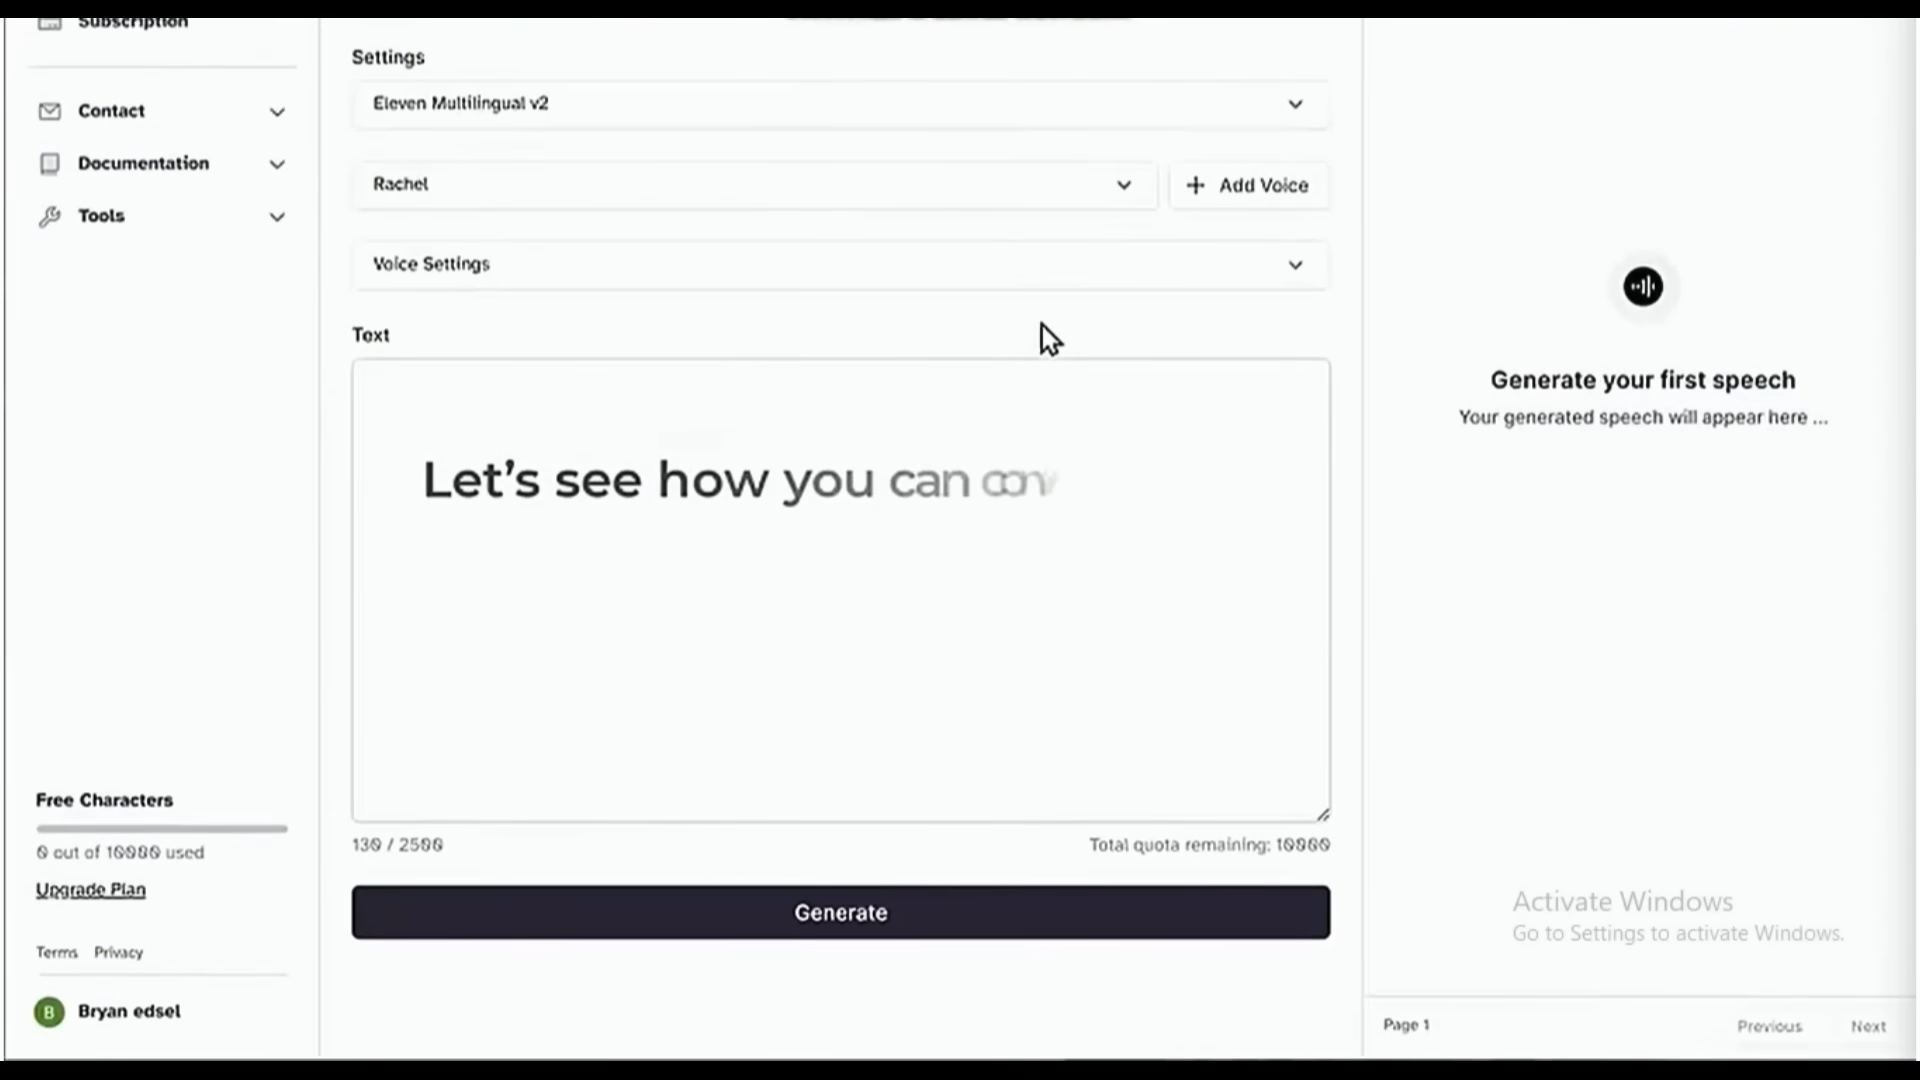 Subscription
Contact
Documentation
Tools
Free Characters
0 out of 10000 used
Upgrade Plan
Terms Privacy
B Bryan edsel
Settings
Eleven Multilingual v2
Rachel
+ Add Voice
Voice Settings
Text
Let's see how you can
130 / 2500
Total quota remaining: 10000
Generate
Generate your first speech
Your generated speech will appear here ...
Activate Windows
Go to Settings to activate Windows.
Page 1
Previous Next